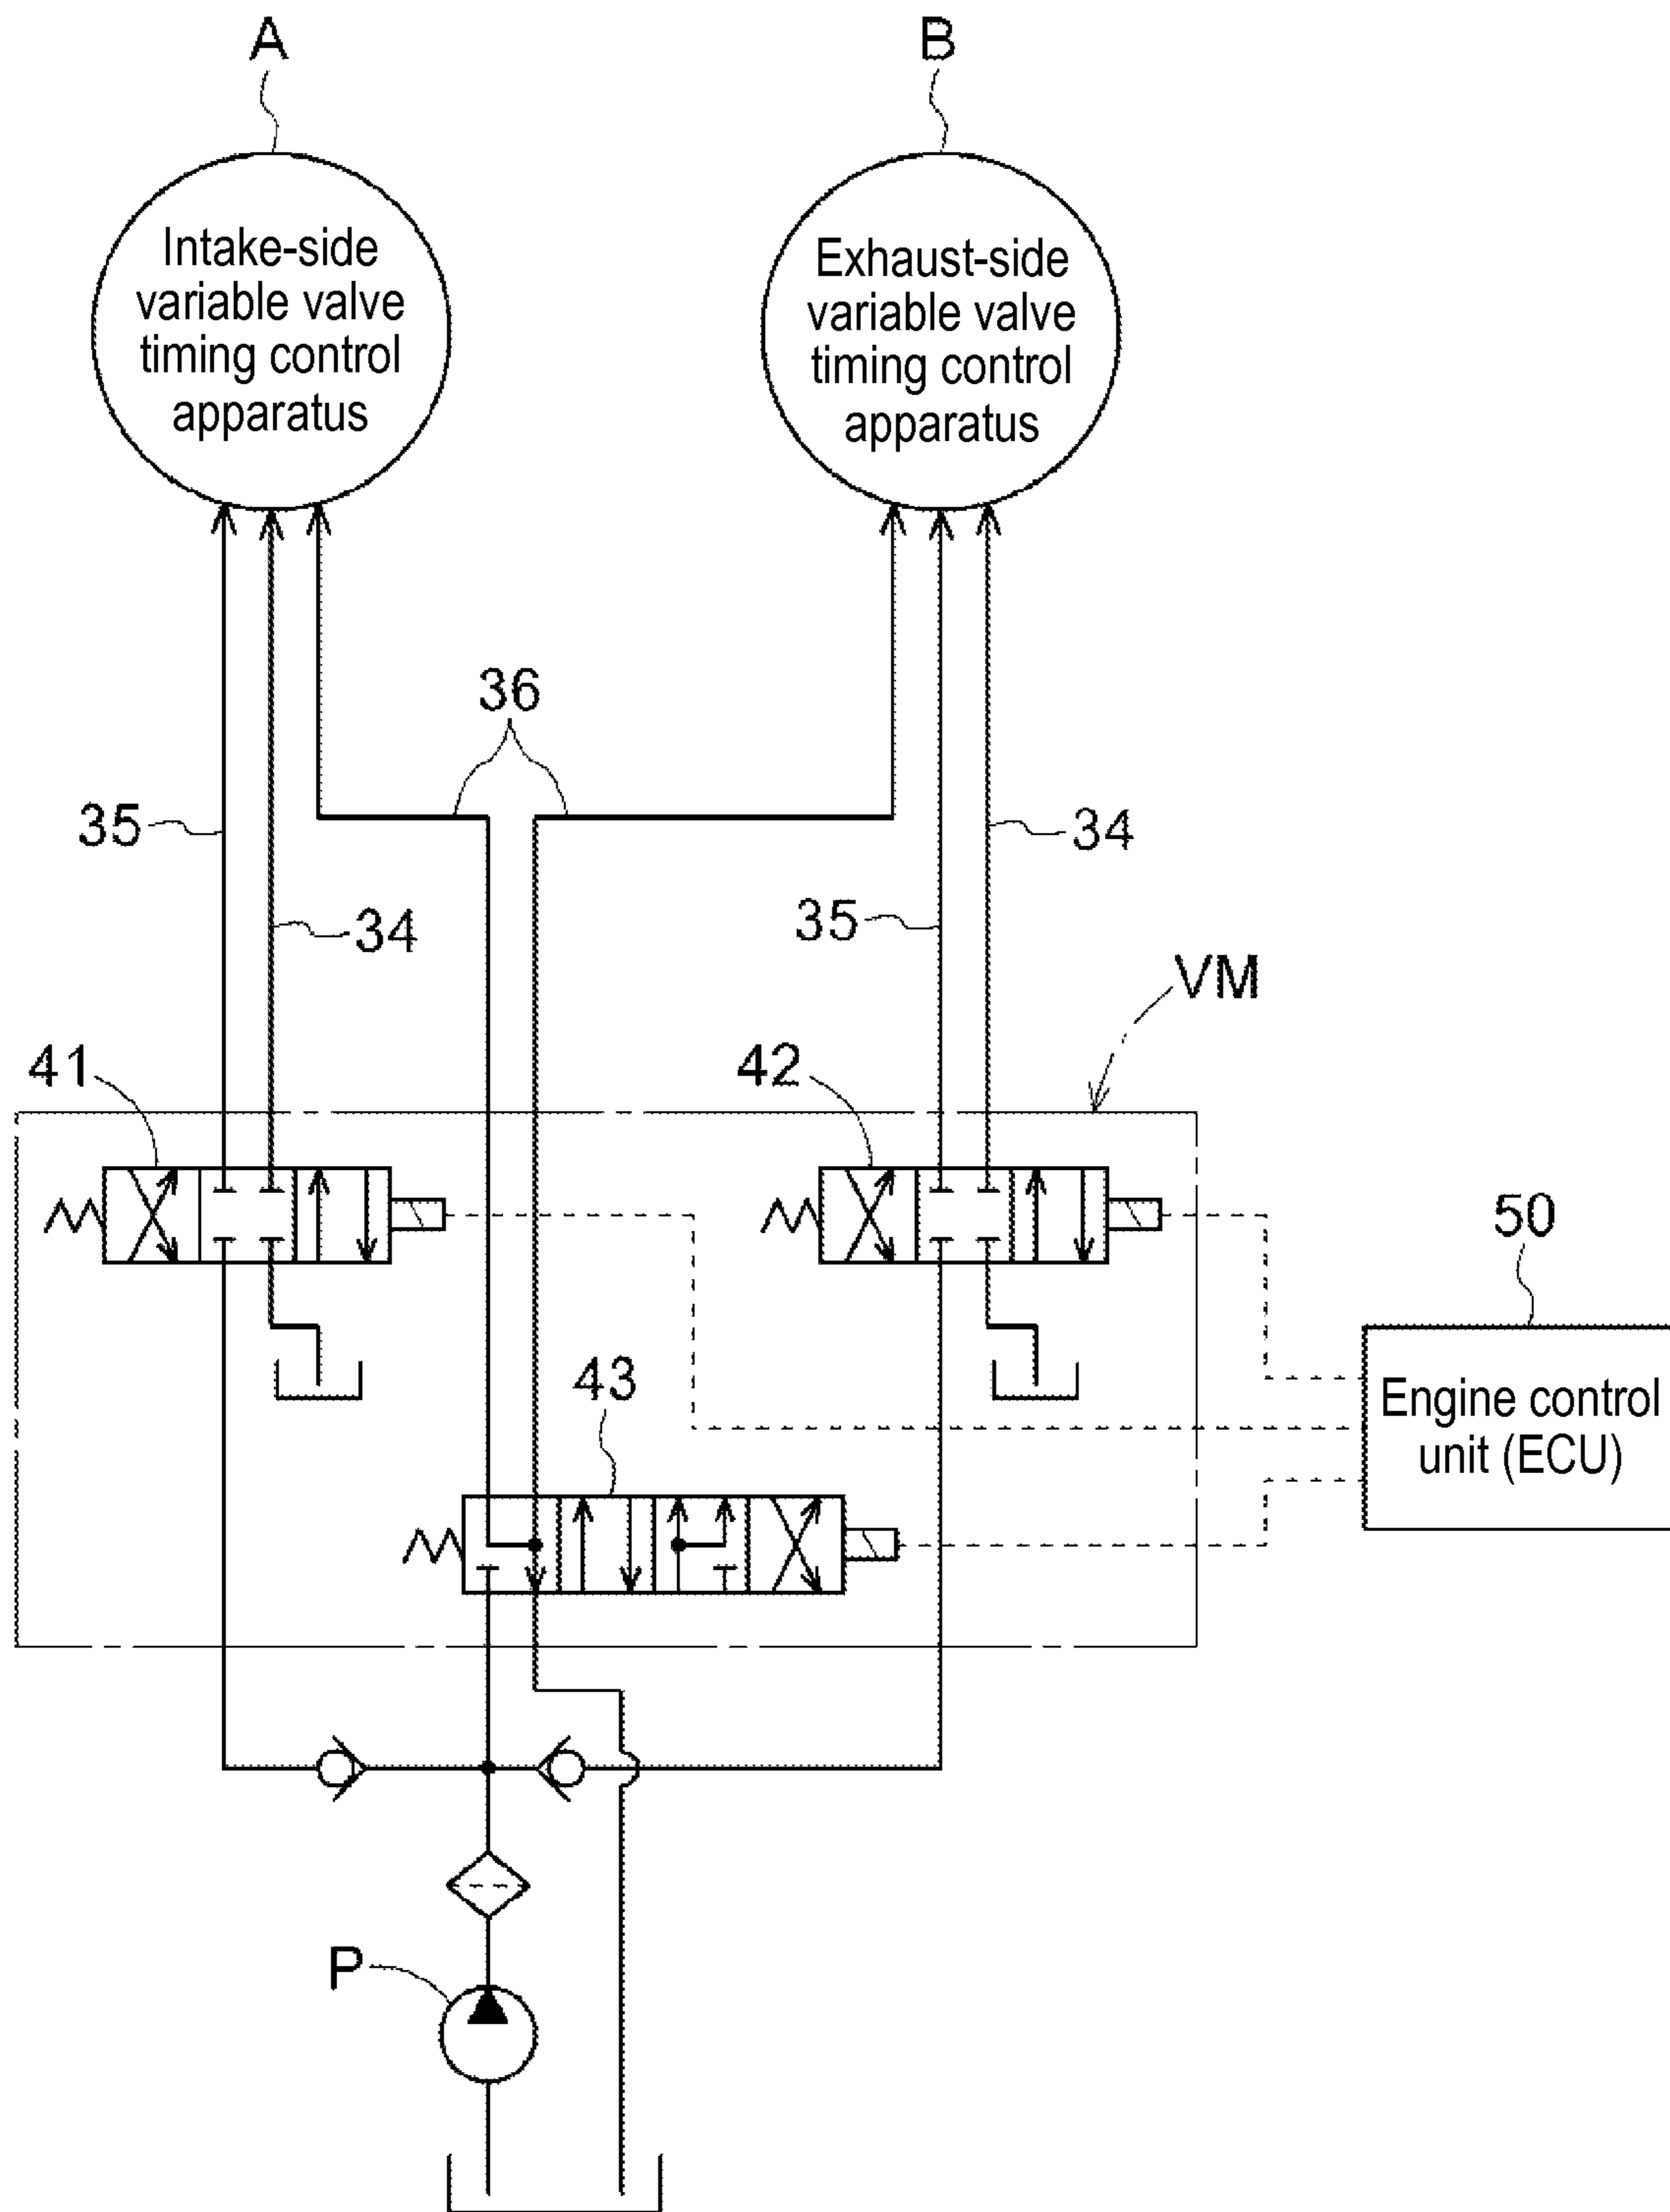 A
B
Intake-side
variable valve
timing control
apparatus
Exhaust-side
variable valve
timing control
apparatus
36
35
34
34
35
VM
41
42
50
Engine control
unit (ECU)
43
P